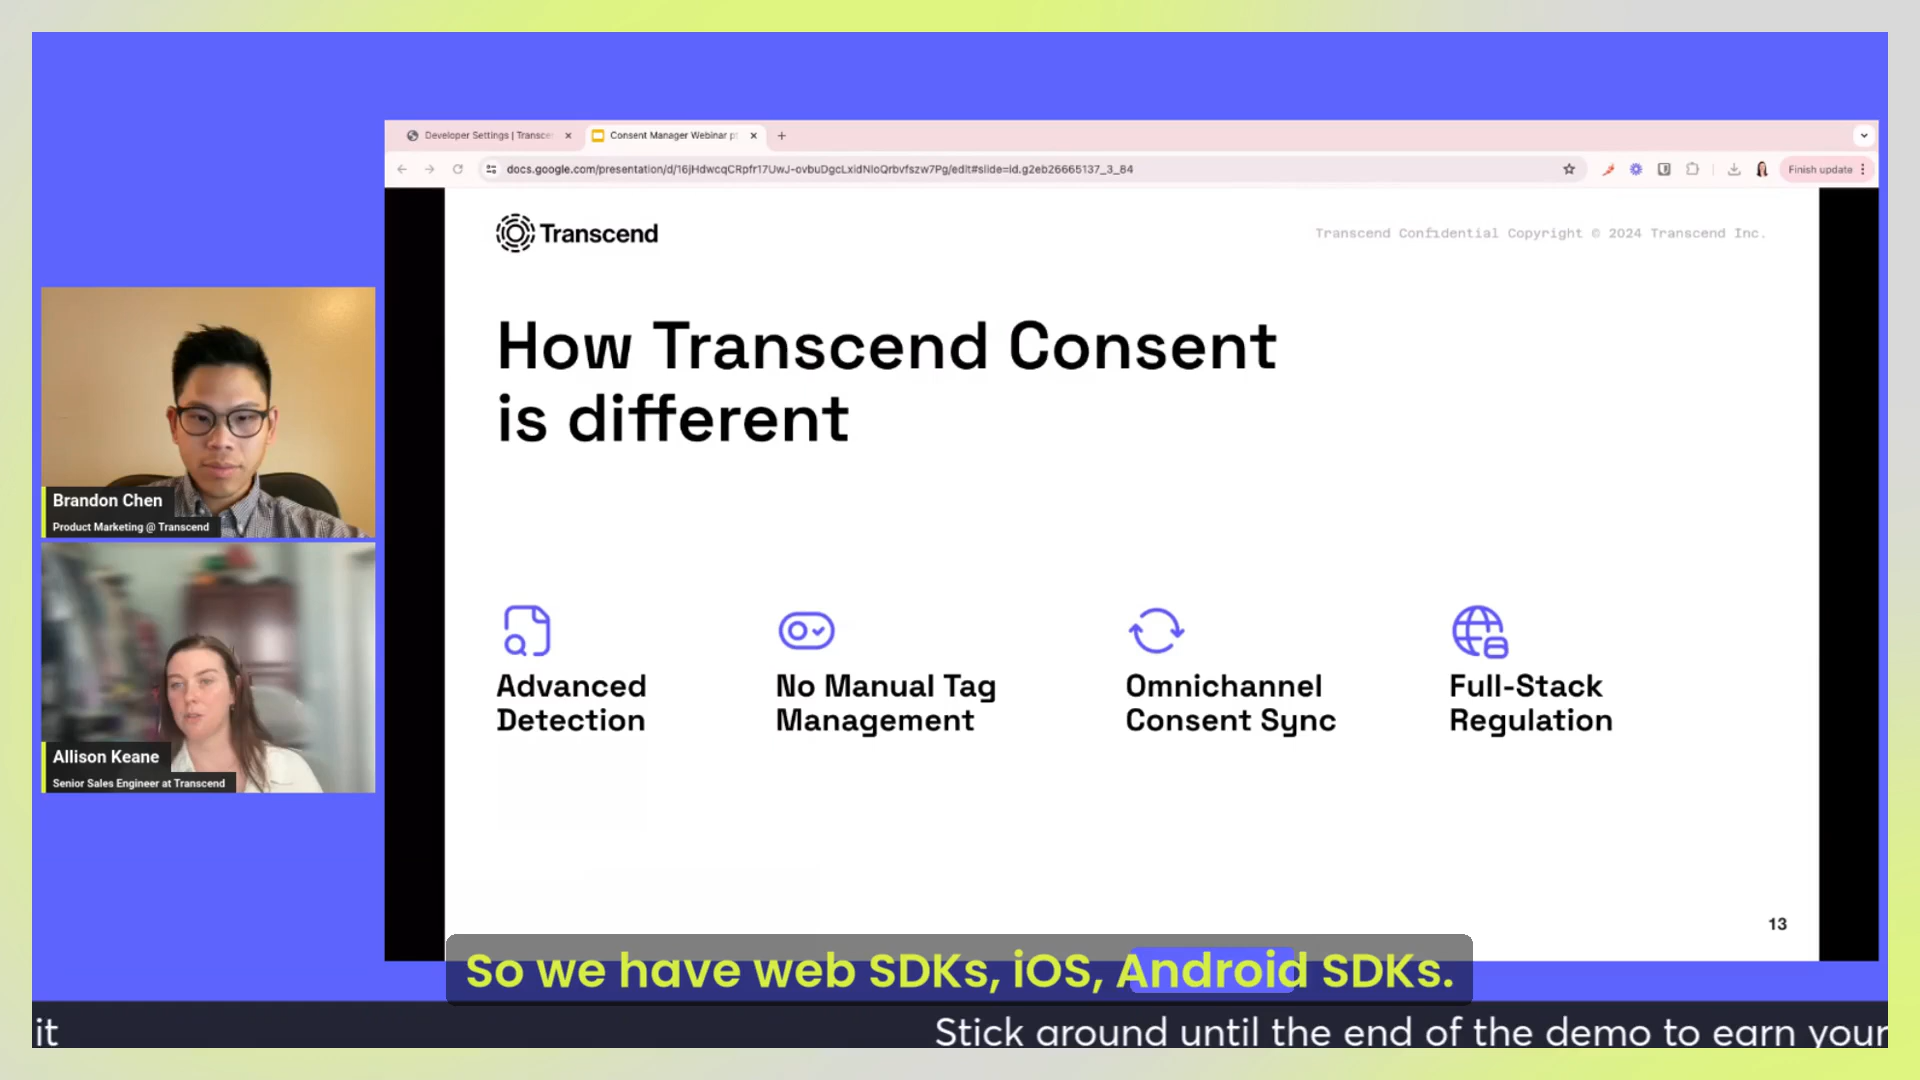 Developer Settings | Transce
Consent Manager Webinar p
docs.google.com/presentation/d/16jHdwcqCRpfr17UwJ-ovbuDgcLxidNIoQrbvfszw7Pg/edit#slide=id.g2eb26665137_3_84
Finish update
Transcend
Transcend Confidential Copyright © 2024 Transcend Inc.
How Transcend Consent
is different
Brandon Chen
Product Marketing @ Transcend
Allison Keane
Senior Sales Engineer at Transcend
Advanced
Detection
No Manual Tag
Management
Omnichannel
Consent Sync
Full-Stack
Regulation
13
So we have web SDKs, iOS, Android SDKs.
it
Stick around until the end of the demo to earn your